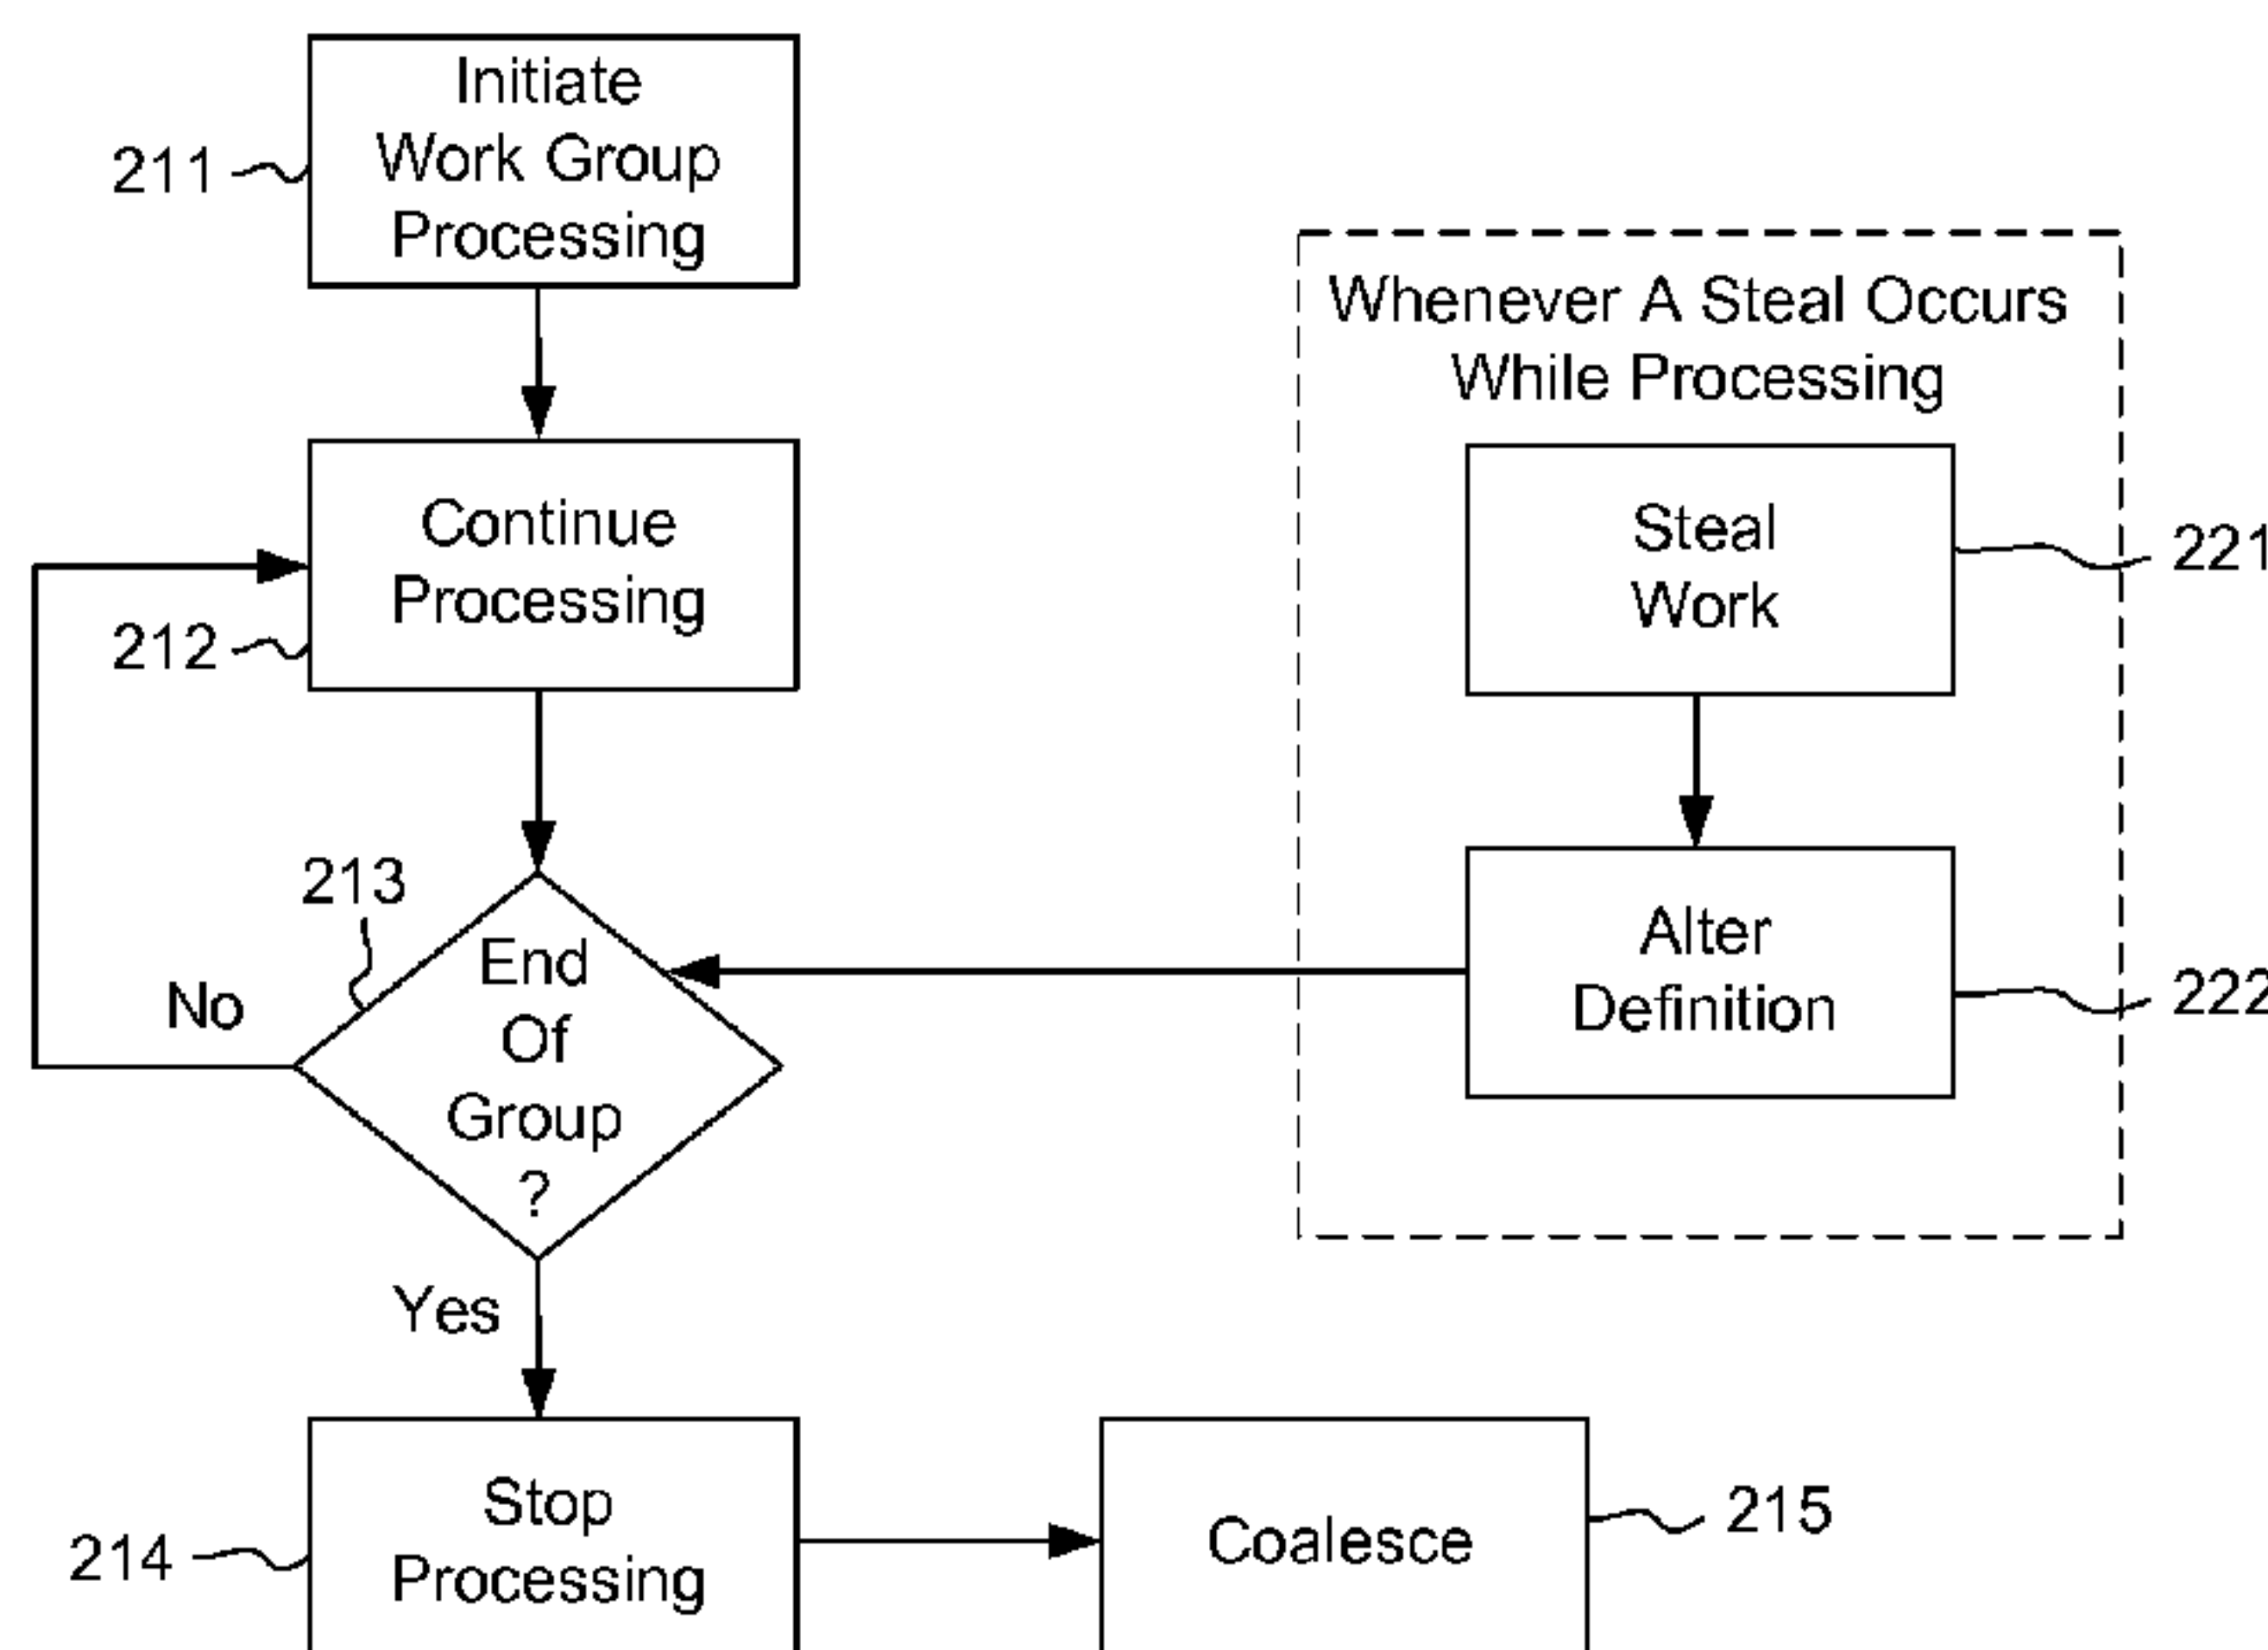 Initiate
Work Group
Processing
211
Continue
Processing
212
213
End
Of
Group
?
No
Yes
Stop
Processing
214
Coalesce
215
Whenever A Steal Occurs
While Processing
Steal
Work
221
Alter
Definition
222